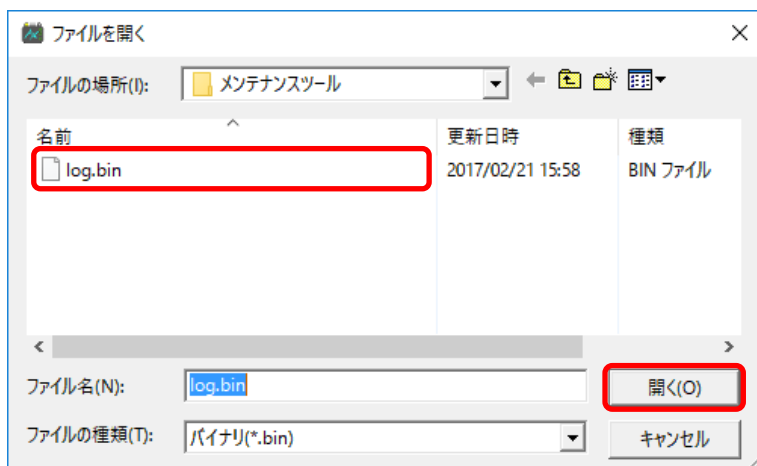 ファイルを開く
ファイルの場所(I): メンテナンスツール
名前 更新日時 種類
log.bin 2017/02/21 15:58 BIN ファイル
ファイル名(N): log.bin 開く(O)
ファイルの種類(T): バイナリ(*.bin) キャンセル